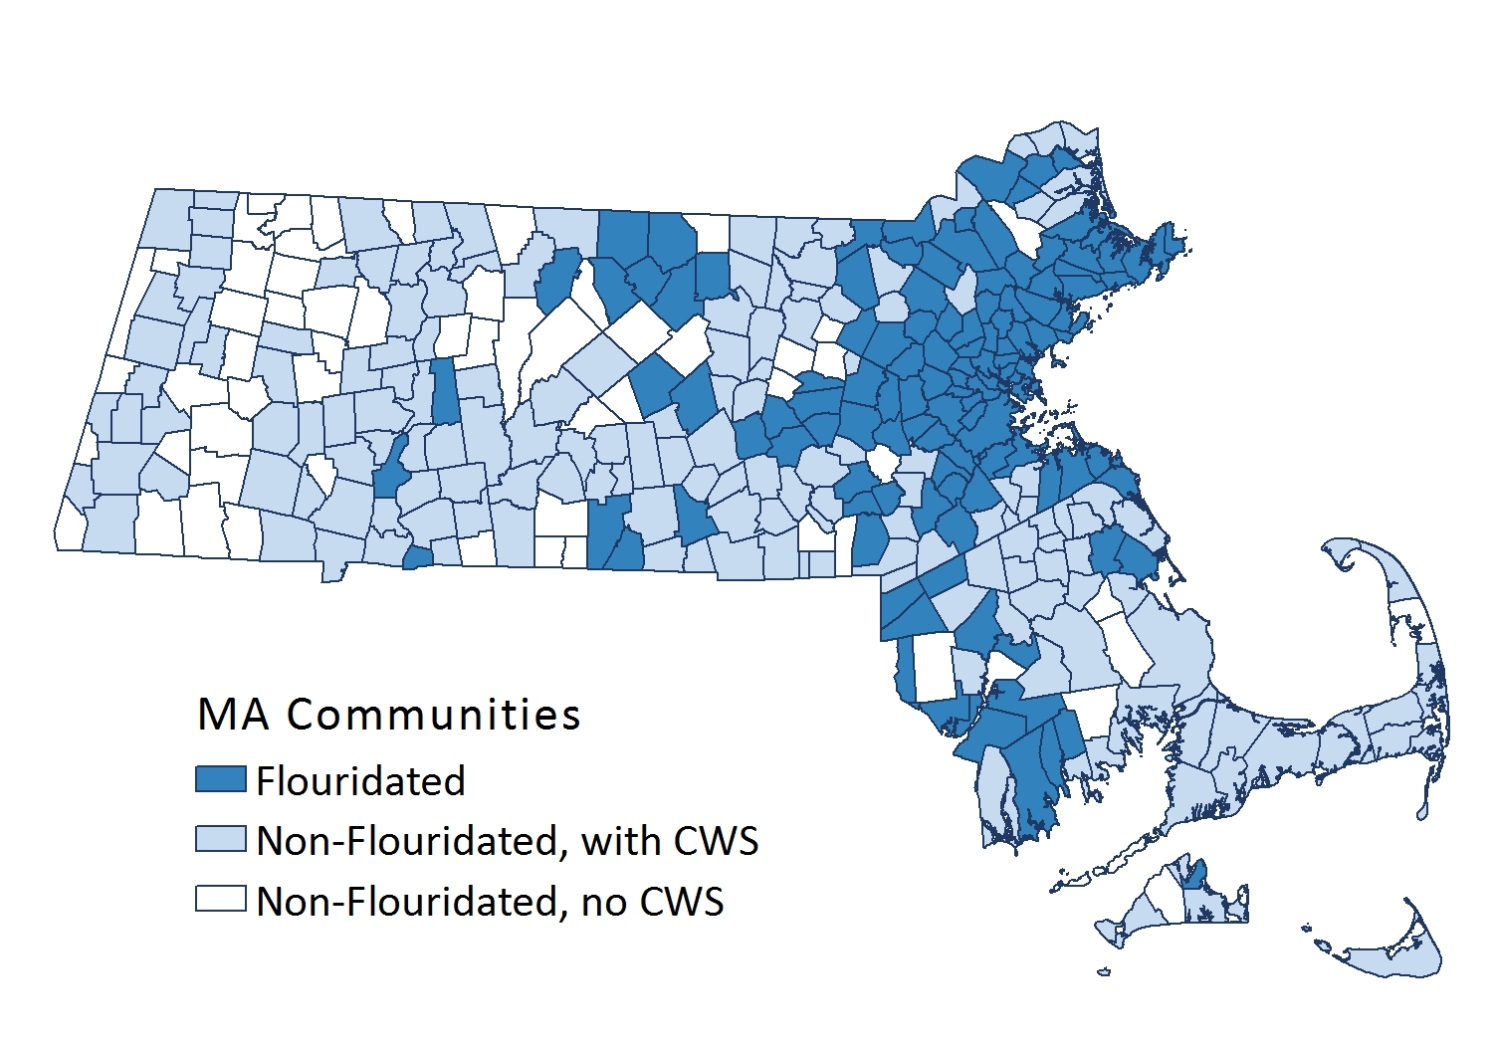 MA Communities
Flouridated
Non-Flouridated, with CWS
Non-Flouridated, no CWS